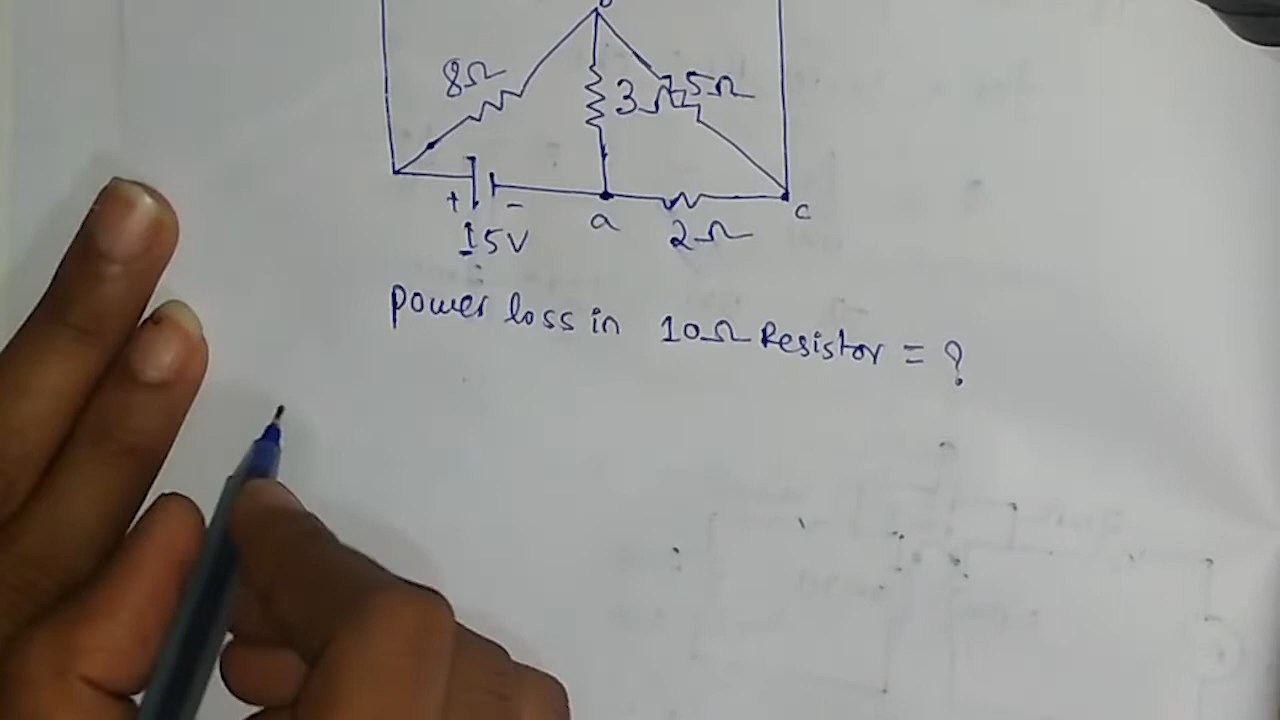 8Ω
3Ω
5Ω
+
-
15V
a
2Ω
c
power loss in 10Ω Resistor = ?